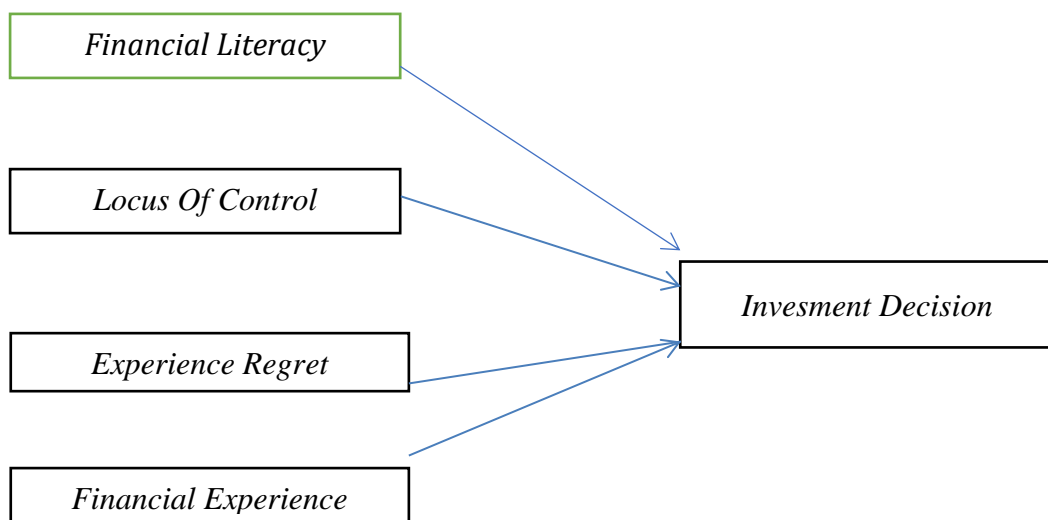 Financial Literacy
Locus Of Control
Invesment Decision
Experience Regret
Financial Experience